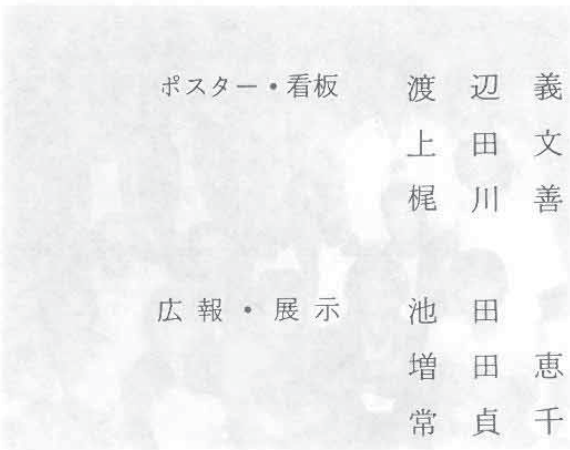 ポスター・看板 渡辺義
上田文
梶川善
広報・展示 池田
増田恵
常貞千